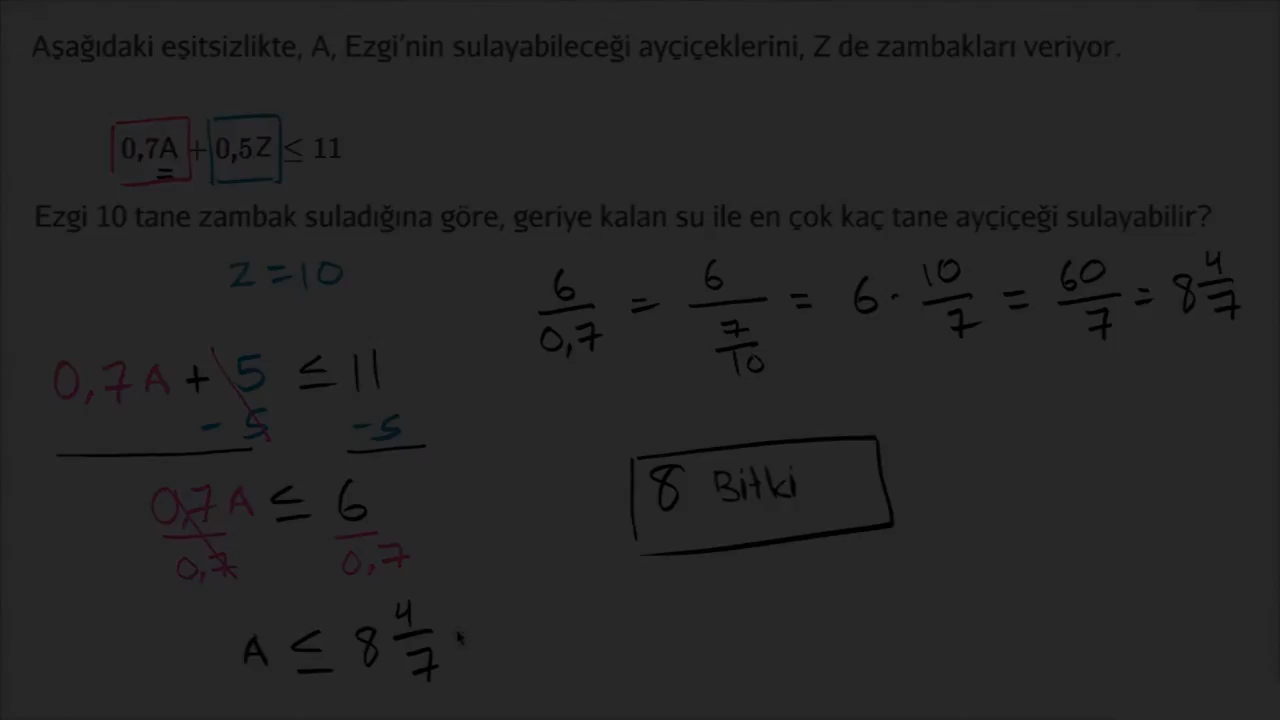 Aşağıdaki eşitsizlikte, A, Ezgi'nin sulayabileceği ayçiçeklerini, Z de zambakları veriyor.
0,7A + 0,5Z ≤ 11
Ezgi 10 tane zambak suladığına göre, geriye kalan su ile en çok kaç tane ayçiçeği sulayabilir?
Z = 10
6/0,7 = 6/(7/10) = 6 · 10/7 = 60/7 = 8 4/7
0,7A + 5 ≤ 11
- 5 -5
0,7A ≤ 6
0,7 0,7
8 Bitki
A ≤ 8 4/7